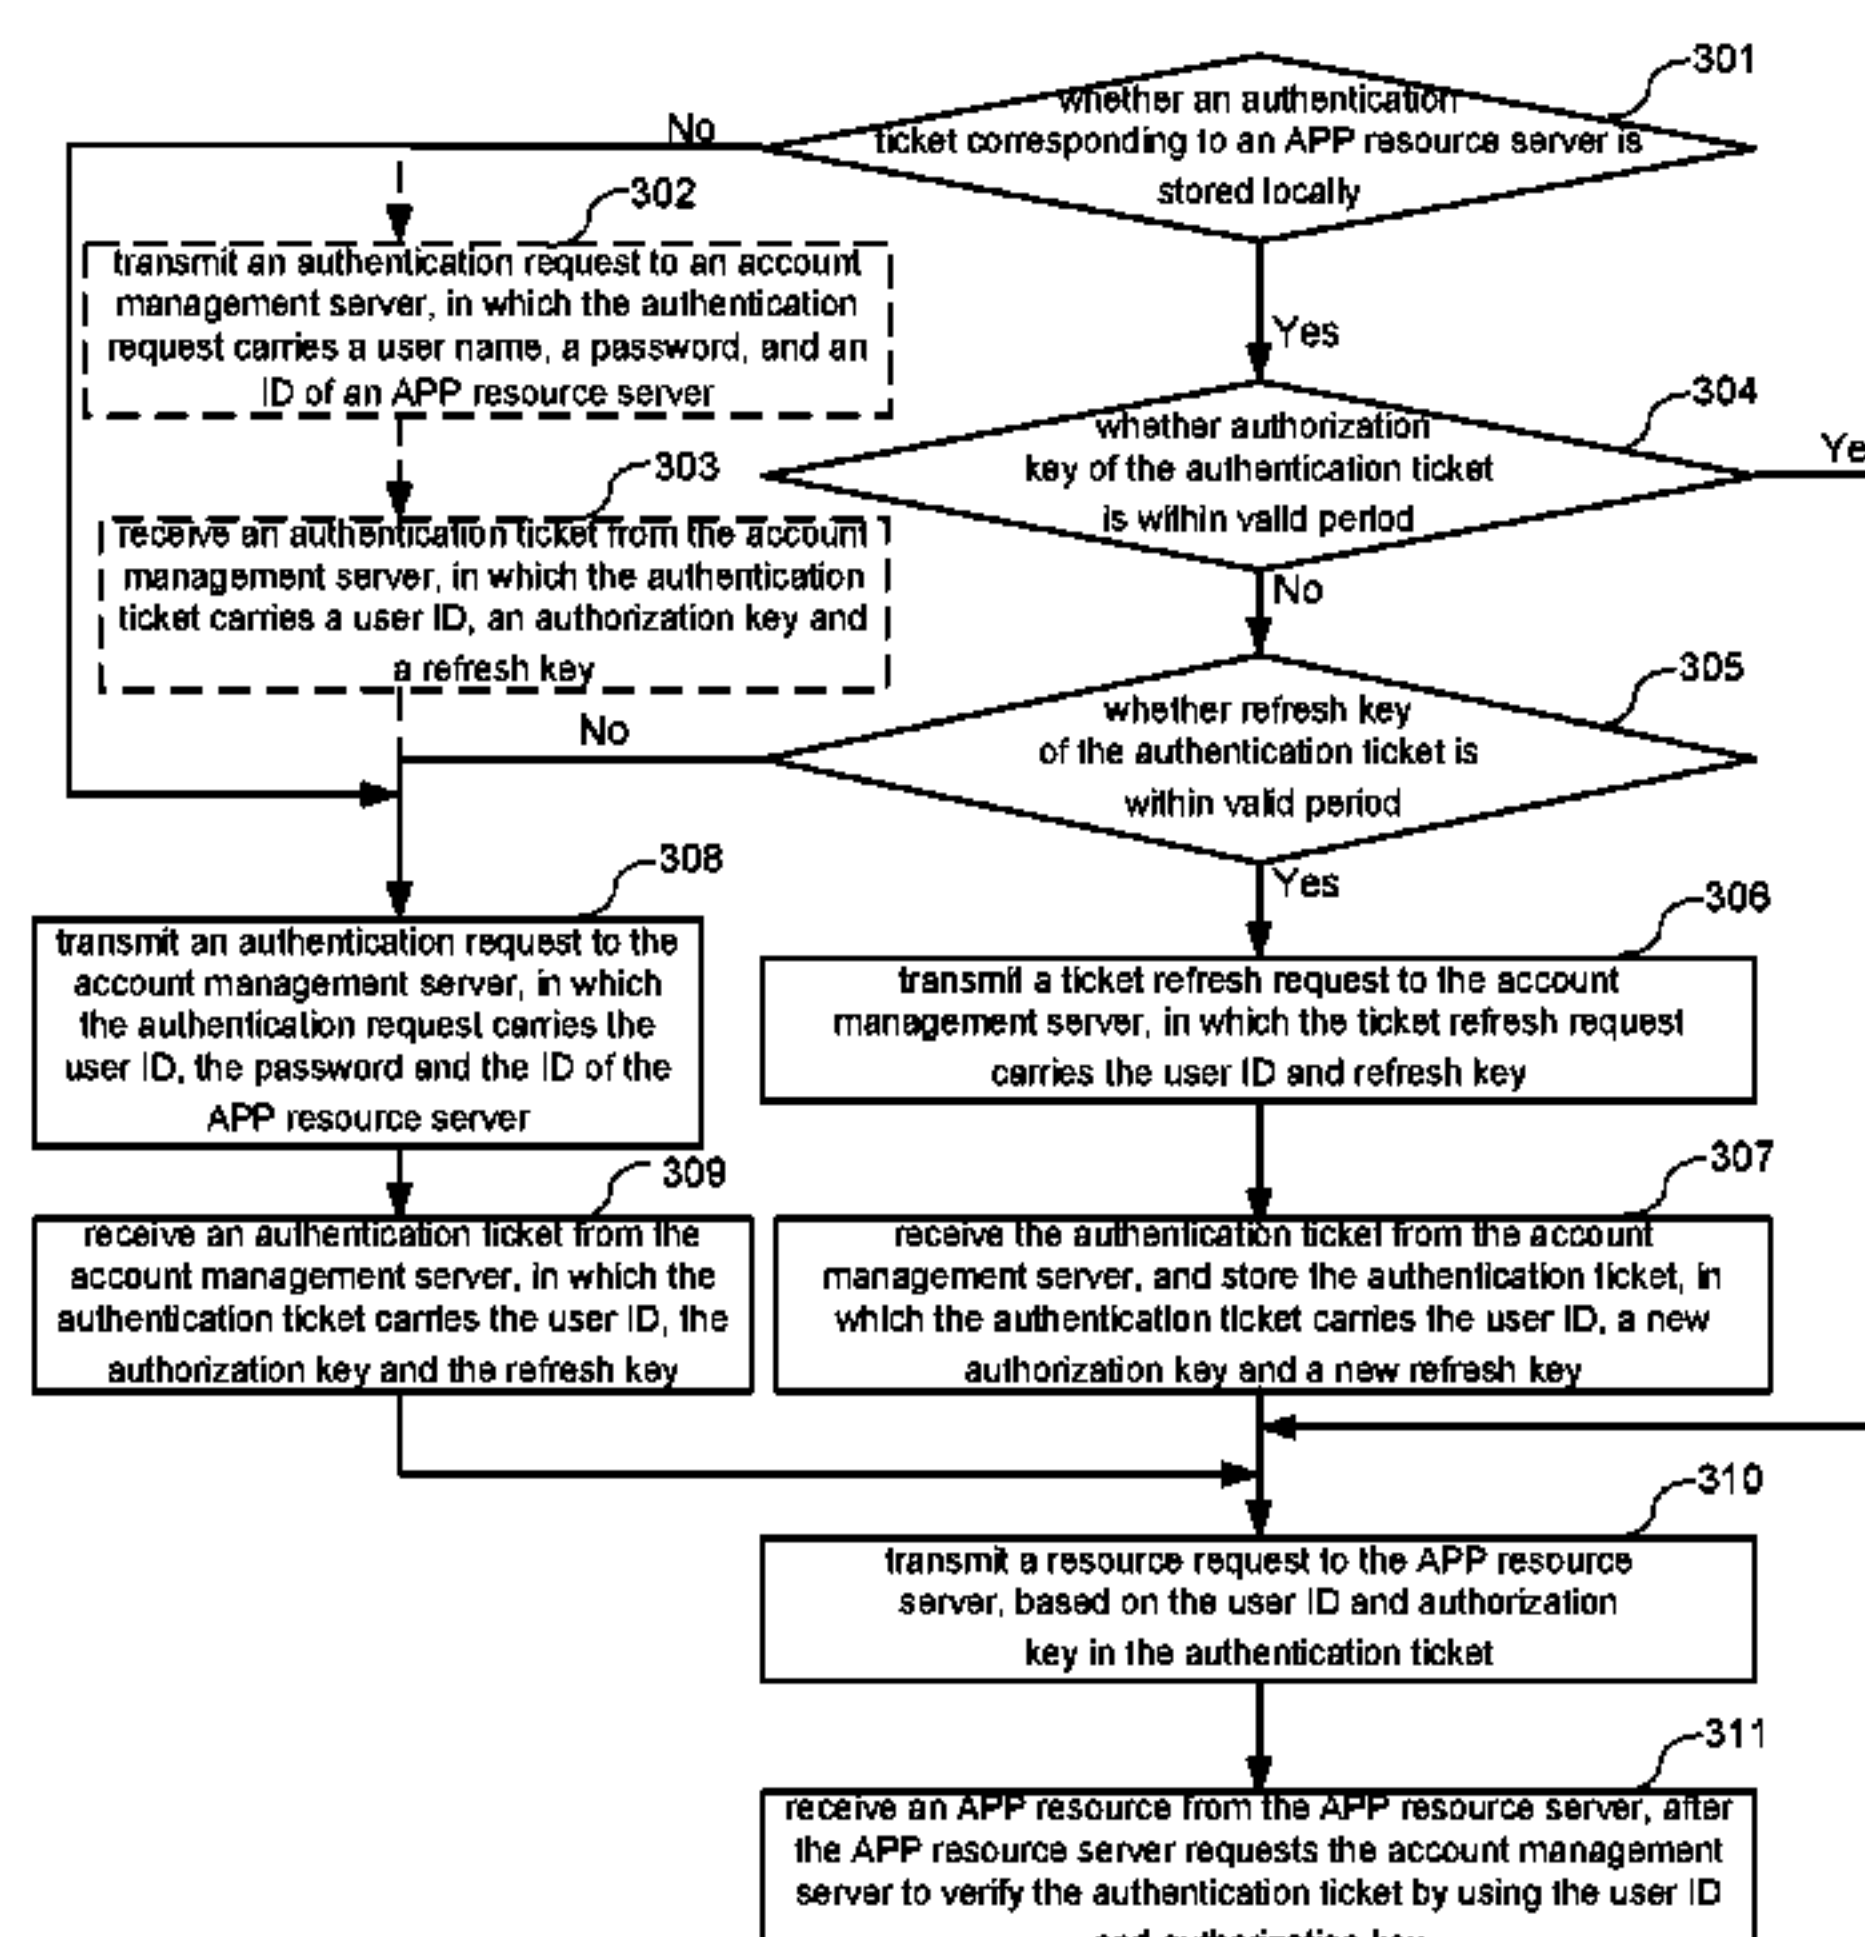 301
whether an authentication
ticket corresponding to an APP resource server is
stored locally
No
302
transmit an authentication request to an account
management server, in which the authentication
request carries a user name, a password, and an
ID of an APP resource server
Yes
304
whether authorization
key of the authentication ticket
is within valid period
Ye
303
receive an authentication ticket from the account
management server, in which the authentication
ticket carries a user ID, an authorization key and
a refresh key
No
305
whether refresh key
of the authentication ticket is
within valid period
No
Yes
308
transmit an authentication request to the
account management server, in which
the authentication request carries the
user ID, the password and the ID of the
APP resource server
306
transmit a ticket refresh request to the account
management server, in which the ticket refresh request
carries the user ID and refresh key
309
receive an authentication ticket from the
account management server, in which the
authentication ticket carries the user ID, the
authorization key and the refresh key
307
receive the authentication ticket from the account
management server, and store the authentication ticket, in
which the authentication ticket carries the user ID, a new
authorization key and a new refresh key
310
transmit a resource request to the APP resource
server, based on the user ID and authorization
key in the authentication ticket
311
receive an APP resource from the APP resource server, after
the APP resource server requests the account management
server to verify the authentication ticket by using the user ID
and authorization key